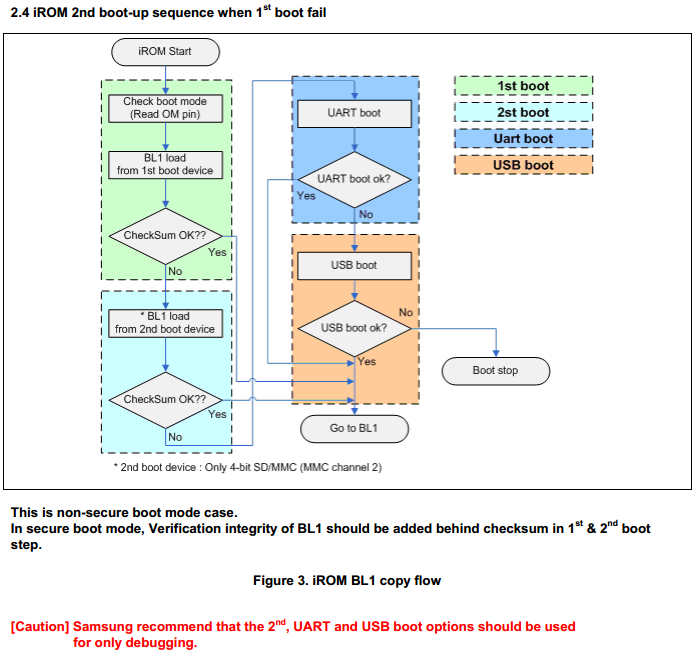 2.4 iROM 2nd boot-up sequence when 1st boot fail
iROM Start
Check boot mode
(Read OM pin)
BL1 load
from 1st boot device
CheckSum OK??
Yes
No
* BL1 load
from 2nd boot device
CheckSum OK??
Yes
No
UART boot
UART boot ok?
Yes
No
USB boot
USB boot ok?
No
Yes
Boot stop
Go to BL1
1st boot
2st boot
Uart boot
USB boot
* 2nd boot device : Only 4-bit SD/MMC (MMC channel 2)
This is non-secure boot mode case.
In secure boot mode, Verification integrity of BL1 should be added behind checksum in 1st & 2nd boot
step.
Figure 3. iROM BL1 copy flow
[Caution] Samsung recommend that the 2nd, UART and USB boot options should be used
for only debugging.